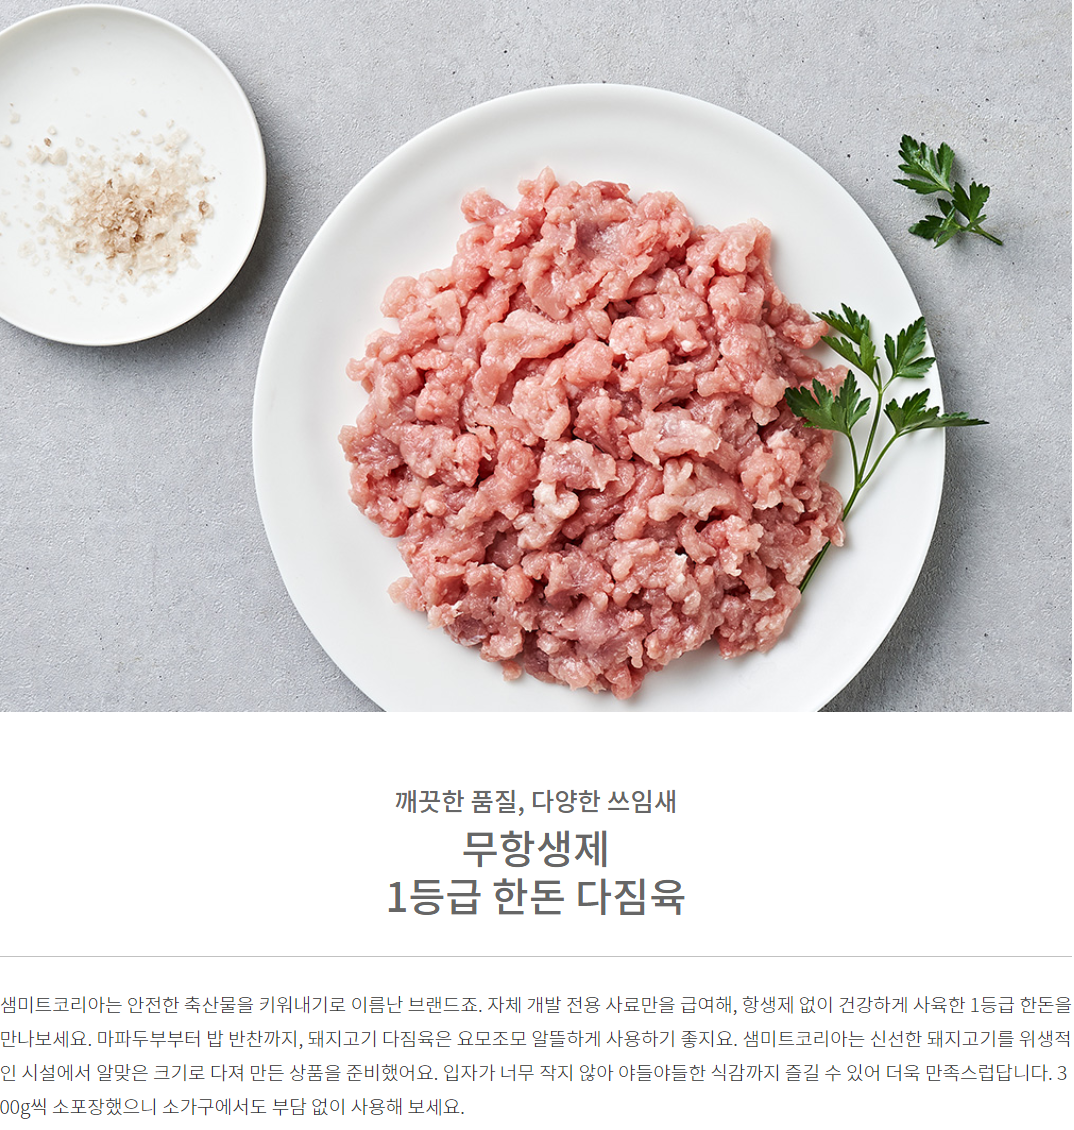 깨끗한 품질, 다양한 쓰임새
무항생제
1등급 한돈 다짐육
샘미트코리아는 안전한 축산물을 키워내기로 이름난 브랜드죠. 자체 개발 전용 사료만을 급여해, 항생제 없이 건강하게 사육한 1등급 한돈을
만나보세요. 마파두부부터 밥 반찬까지, 돼지고기 다짐육은 요모조모 알뜰하게 사용하기 좋지요. 샘미트코리아는 신선한 돼지고기를 위생적
인 시설에서 알맞은 크기로 다져 만든 상품을 준비했어요. 입자가 너무 작지 않아 야들야들한 식감까지 즐길 수 있어 더욱 만족스럽답니다. 3
00g씩 소포장했으니 소가구에서도 부담 없이 사용해 보세요.